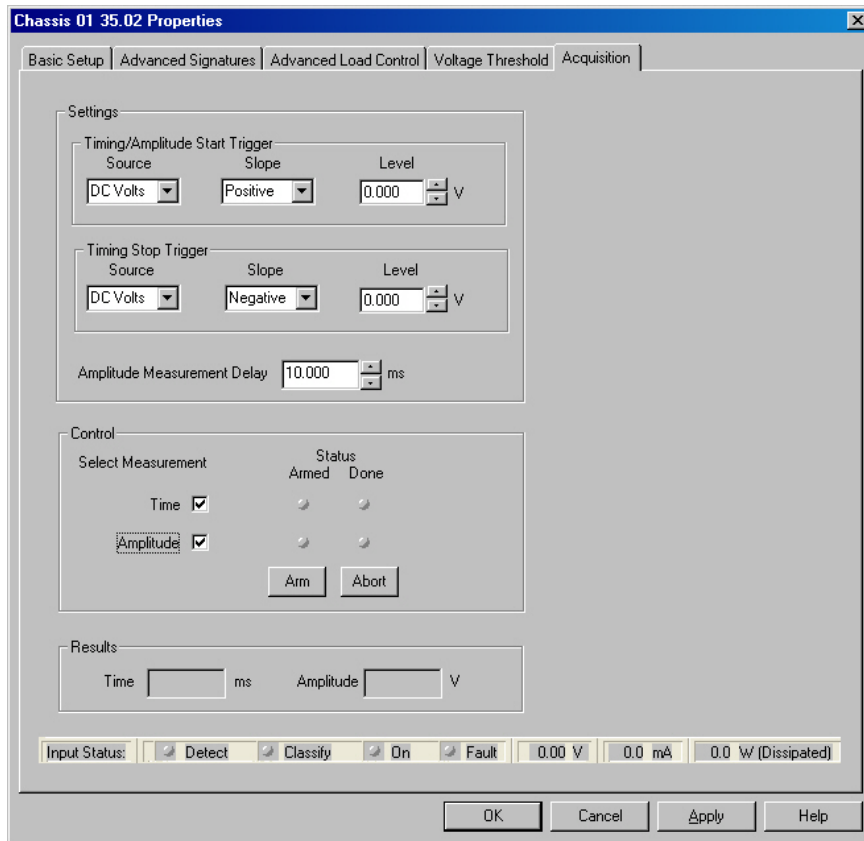 Chassis 01 35.02 Properties
Basic Setup Advanced Signatures Advanced Load Control Voltage Threshold Acquisition
Settings
Timing/Amplitude Start Trigger
Source Slope Level
DC Volts Positive 0.000 V
Timing Stop Trigger
Source Slope Level
DC Volts Negative 0.000 V
Amplitude Measurement Delay 10.000 ms
Control
Select Measurement Status
Armed Done
Time
Amplitude
Arm Abort
Results
Time ms Amplitude V
Input Status: Detect Classify On Fault 0.00 V 0.0 mA 0.0 W (Dissipated)
OK Cancel Apply Help